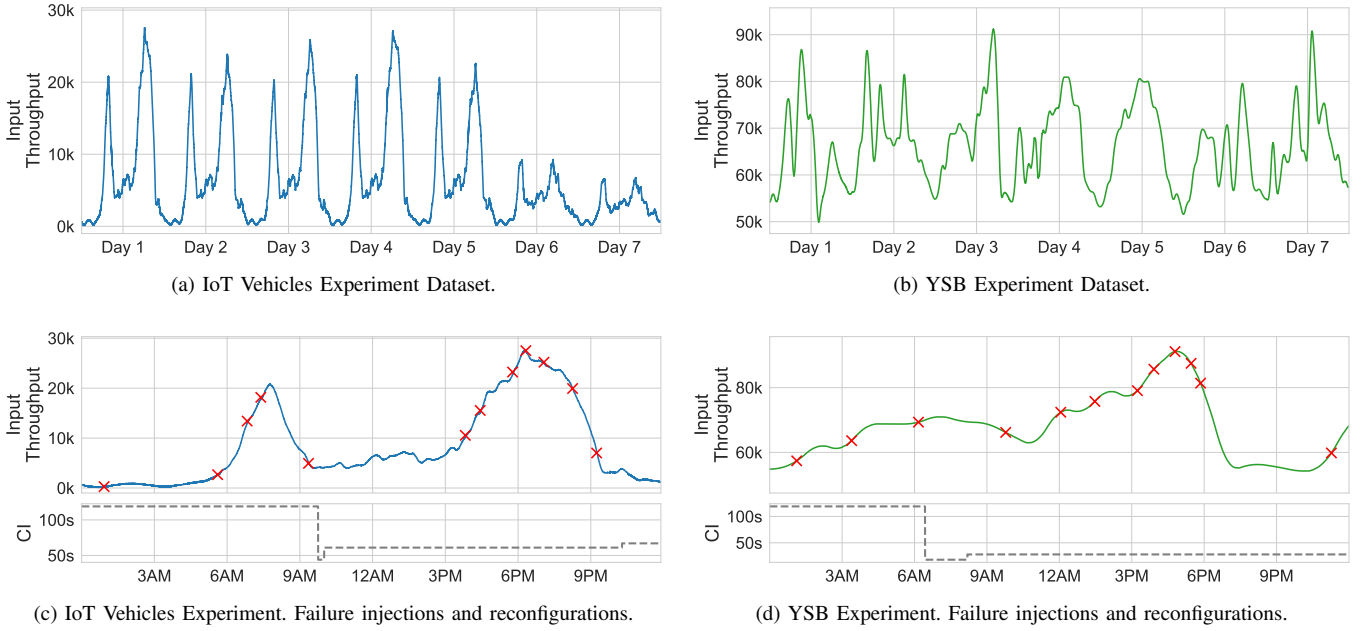 30k
20k
10k
0k
Input
Throughput
Day 1 Day 2 Day 3 Day 4 Day 5 Day 6 Day 7
(a) IoT Vehicles Experiment Dataset.
90k
80k
70k
60k
50k
Input
Throughput
Day 1 Day 2 Day 3 Day 4 Day 5 Day 6 Day 7
(b) YSB Experiment Dataset.
30k
20k
10k
0k
Input
Throughput
100s
50s
CI
3AM 6AM 9AM 12AM 3PM 6PM 9PM
(c) IoT Vehicles Experiment. Failure injections and reconfigurations.
80k
60k
Input
Throughput
100s
50s
CI
3AM 6AM 9AM 12AM 3PM 6PM 9PM
(d) YSB Experiment. Failure injections and reconfigurations.